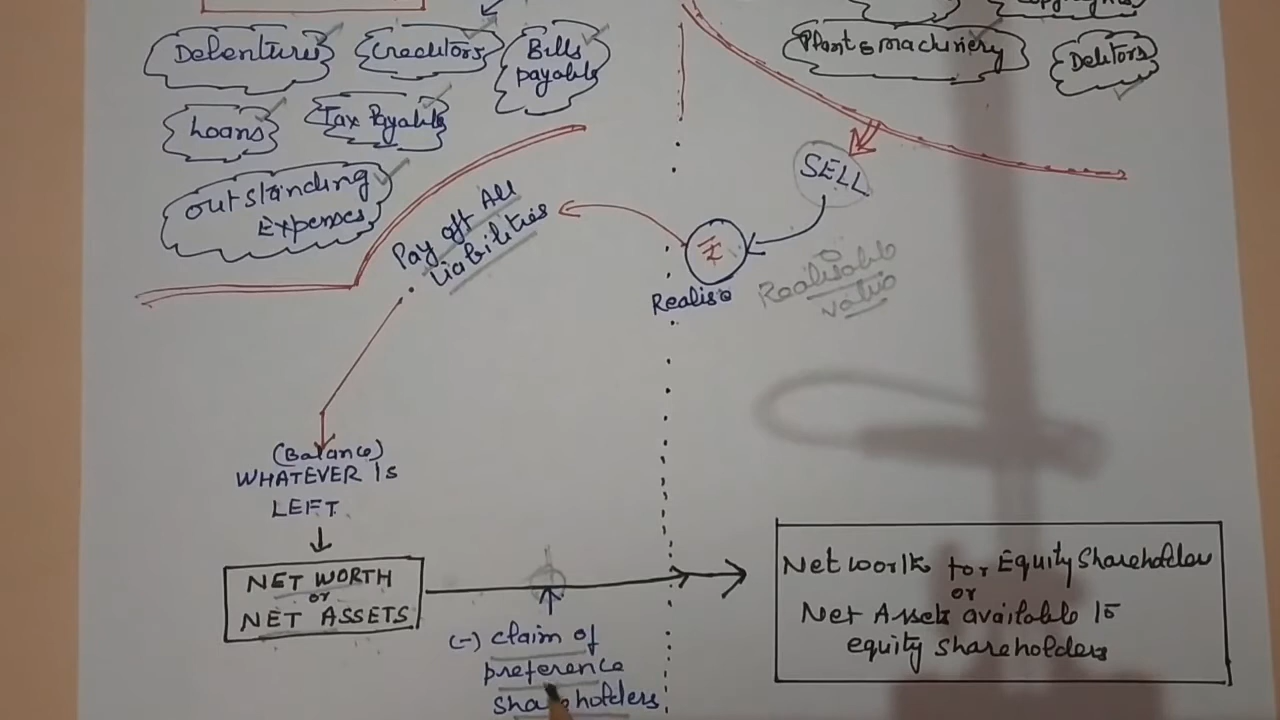 Debentures
Creditors
Bills
payable
Loans
Tax Payable
Outstanding
Expenses
Plant & machinery
Debtors
SELL
₹
Realise
Realisable
value
Pay off All
Liabilities
(Balance)
WHATEVER IS
LEFT
NET WORTH
or
NET ASSETS
(-) claim of
preference
shareholders
Net worth for Equity Shareholder
or
Net Assets available to
equity shareholders